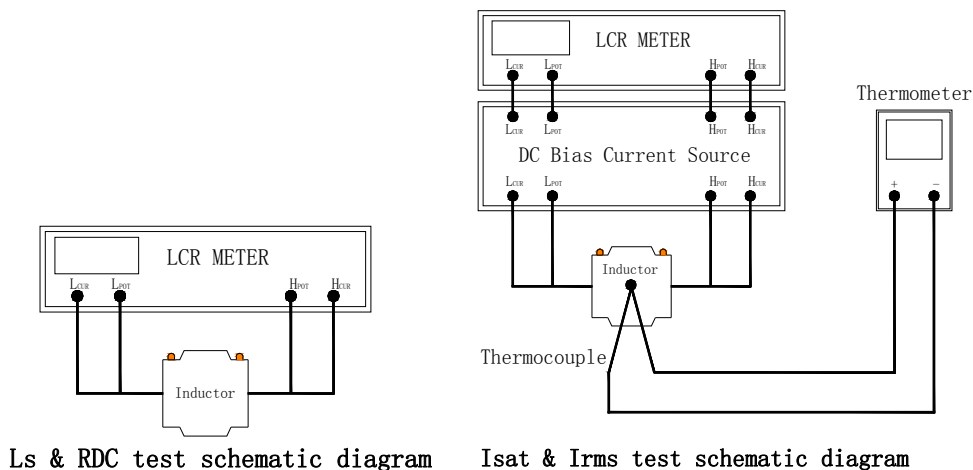 LCR METER
LCUR LPOT HPOT HCUR
LCUR LPOT HPOT HCUR
DC Bias Current Source
LCUR LPOT HPOT HCUR
Inductor
Thermocouple
Thermometer
+ −
LCR METER
LCUR LPOT HPOT HCUR
Inductor
Ls & RDC test schematic diagram
Isat & Irms test schematic diagram